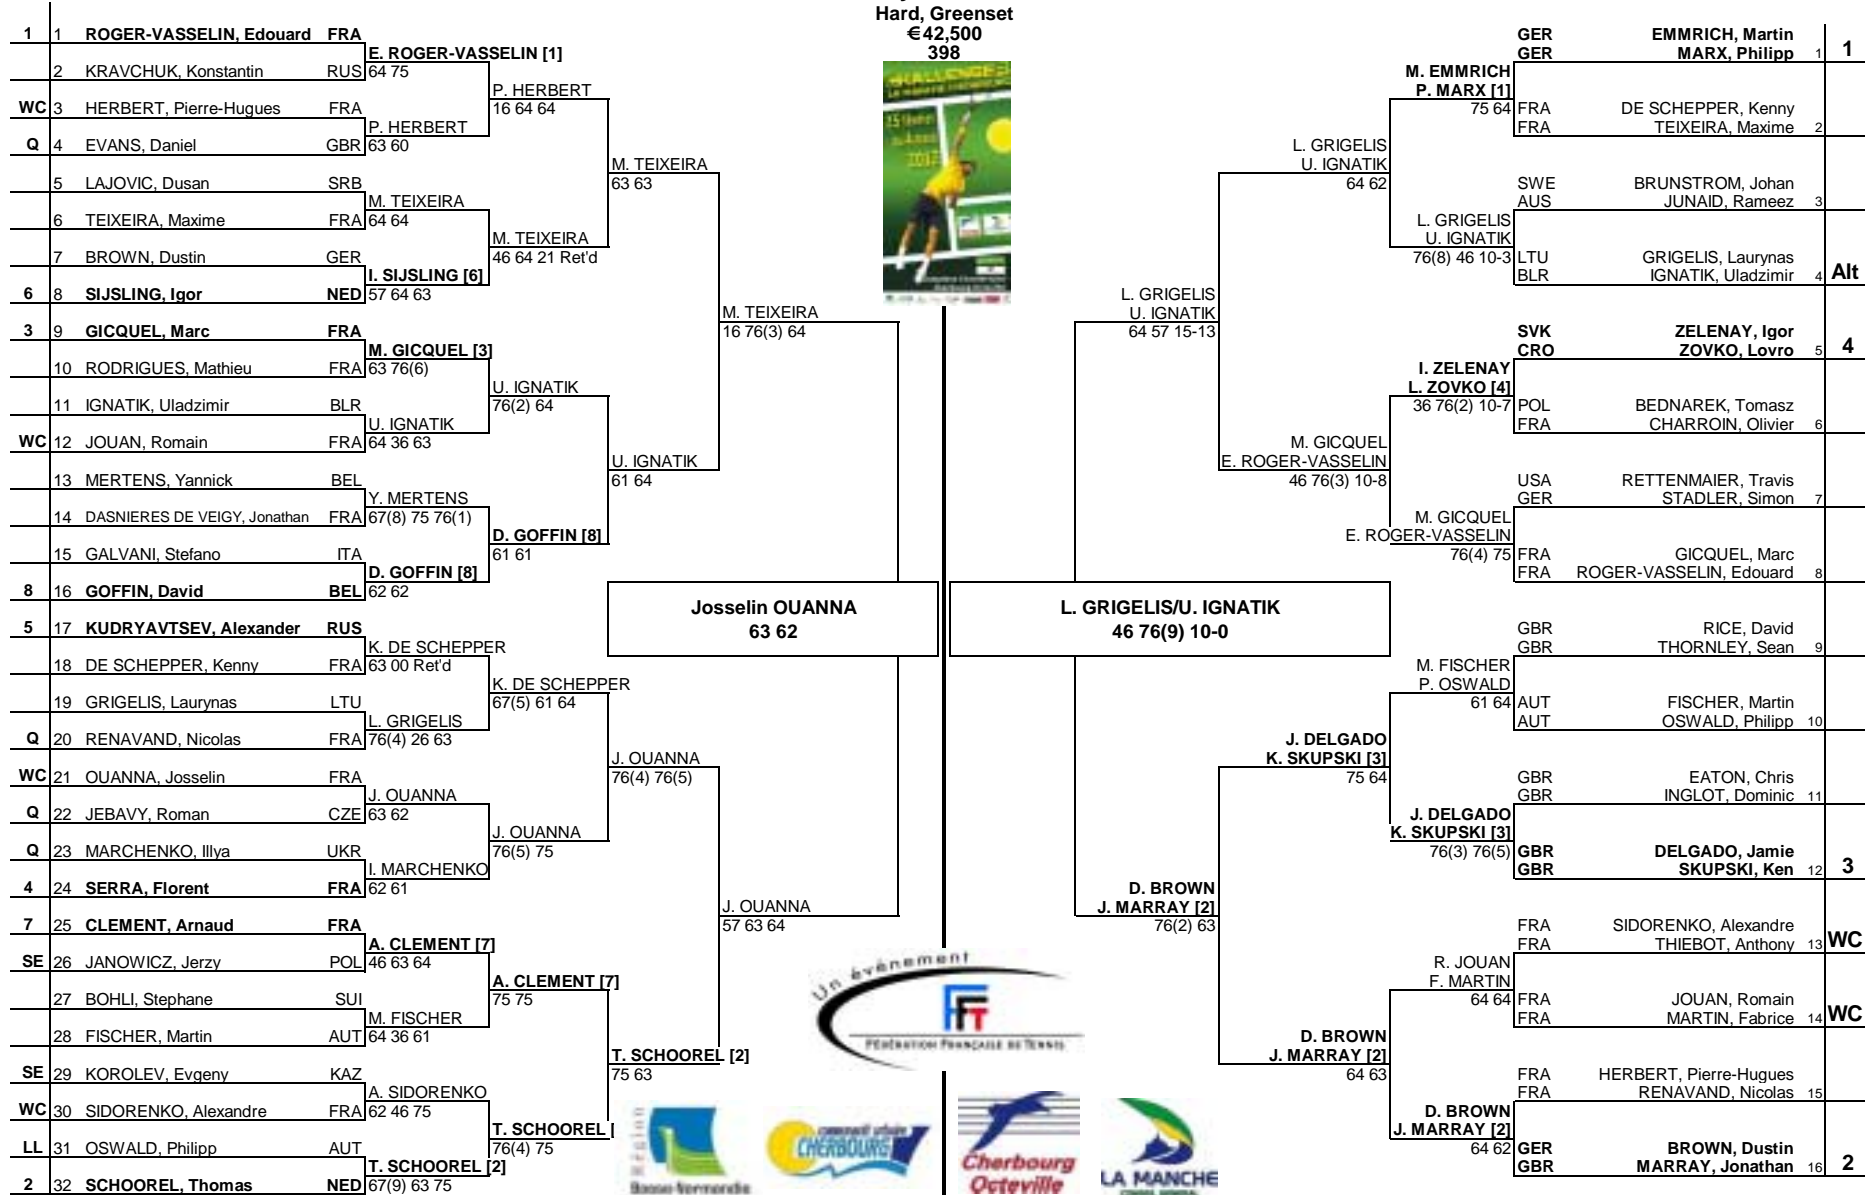 Hard, Greenset
€42,500
398
1 1 ROGER-VASSELIN, Edouard FRA
2 KRAVCHUK, Konstantin RUS
WC 3 HERBERT, Pierre-Hugues FRA
Q 4 EVANS, Daniel GBR
5 LAJOVIC, Dusan SRB
6 TEIXEIRA, Maxime FRA
7 BROWN, Dustin GER
6 8 SIJSLING, Igor NED
3 9 GICQUEL, Marc FRA
10 RODRIGUES, Mathieu FRA
11 IGNATIK, Uladzimir BLR
WC 12 JOUAN, Romain FRA
13 MERTENS, Yannick BEL
14 DASNIERES DE VEIGY, Jonathan FRA
15 GALVANI, Stefano ITA
8 16 GOFFIN, David BEL
5 17 KUDRYAVTSEV, Alexander RUS
18 DE SCHEPPER, Kenny FRA
19 GRIGELIS, Laurynas LTU
Q 20 RENAVAND, Nicolas FRA
WC 21 OUANNA, Josselin FRA
Q 22 JEBAVY, Roman CZE
Q 23 MARCHENKO, Illya UKR
4 24 SERRA, Florent FRA
7 25 CLEMENT, Arnaud FRA
SE 26 JANOWICZ, Jerzy POL
27 BOHLI, Stephane SUI
28 FISCHER, Martin AUT
SE 29 KOROLEV, Evgeny KAZ
WC 30 SIDORENKO, Alexandre FRA
LL 31 OSWALD, Philipp AUT
2 32 SCHOOREL, Thomas NED
E. ROGER-VASSELIN [1]
64 75
P. HERBERT
63 60
M. TEIXEIRA
64 64
I. SIJSLING [6]
57 64 63
M. GICQUEL [3]
63 76(6)
U. IGNATIK
64 36 63
Y. MERTENS
67(8) 75 76(1)
D. GOFFIN [8]
62 62
K. DE SCHEPPER
63 00 Ret'd
L. GRIGELIS
76(4) 26 63
J. OUANNA
63 62
I. MARCHENKO
62 61
A. CLEMENT [7]
46 63 64
M. FISCHER
64 36 61
A. SIDORENKO
62 46 75
T. SCHOOREL [2]
67(9) 63 75
P. HERBERT
16 64 64
M. TEIXEIRA
46 64 21 Ret'd
U. IGNATIK
76(2) 64
D. GOFFIN [8]
61 61
K. DE SCHEPPER
67(5) 61 64
J. OUANNA
76(5) 75
A. CLEMENT [7]
75 75
T. SCHOOREL [
76(4) 75
M. TEIXEIRA
63 63
U. IGNATIK
61 64
J. OUANNA
76(4) 76(5)
T. SCHOOREL [2]
75 63
M. TEIXEIRA
16 76(3) 64
J. OUANNA
57 63 64
Josselin OUANNA
63 62
L. GRIGELIS/U. IGNATIK
46 76(9) 10-0
L. GRIGELIS
U. IGNATIK
64 57 15-13
D. BROWN
J. MARRAY [2]
76(2) 63
L. GRIGELIS
U. IGNATIK
64 62
M. GICQUEL
E. ROGER-VASSELIN
46 76(3) 10-8
J. DELGADO
K. SKUPSKI [3]
75 64
D. BROWN
J. MARRAY [2]
64 63
M. EMMRICH
P. MARX [1]
75 64
L. GRIGELIS
U. IGNATIK
76(8) 46 10-3
I. ZELENAY
L. ZOVKO [4]
36 76(2) 10-7
M. GICQUEL
E. ROGER-VASSELIN
76(4) 75
M. FISCHER
P. OSWALD
61 64
J. DELGADO
K. SKUPSKI [3]
76(3) 76(5)
R. JOUAN
F. MARTIN
64 64
D. BROWN
J. MARRAY [2]
64 62
GER EMMRICH, Martin
GER MARX, Philipp 1 1
FRA DE SCHEPPER, Kenny
FRA TEIXEIRA, Maxime 2
SWE BRUNSTROM, Johan
AUS JUNAID, Rameez 3
LTU GRIGELIS, Laurynas
BLR IGNATIK, Uladzimir 4 Alt
SVK ZELENAY, Igor
CRO ZOVKO, Lovro 5 4
POL BEDNAREK, Tomasz
FRA CHARROIN, Olivier 6
USA RETTENMAIER, Travis
GER STADLER, Simon 7
FRA GICQUEL, Marc
FRA ROGER-VASSELIN, Edouard 8
GBR RICE, David
GBR THORNLEY, Sean 9
AUT FISCHER, Martin
AUT OSWALD, Philipp 10
GBR EATON, Chris
GBR INGLOT, Dominic 11
GBR DELGADO, Jamie
GBR SKUPSKI, Ken 12 3
FRA SIDORENKO, Alexandre
FRA THIEBOT, Anthony 13 WC
FRA JOUAN, Romain
FRA MARTIN, Fabrice 14 WC
FRA HERBERT, Pierre-Hugues
FRA RENAVAND, Nicolas 15
GER BROWN, Dustin
GBR MARRAY, Jonathan 16 2
Un évènement
FFT
FÉDÉRATION FRANÇAISE DE TENNIS
Région
Basse-Normandie
CHERBOURG
Cherbourg
Octeville
LA MANCHE